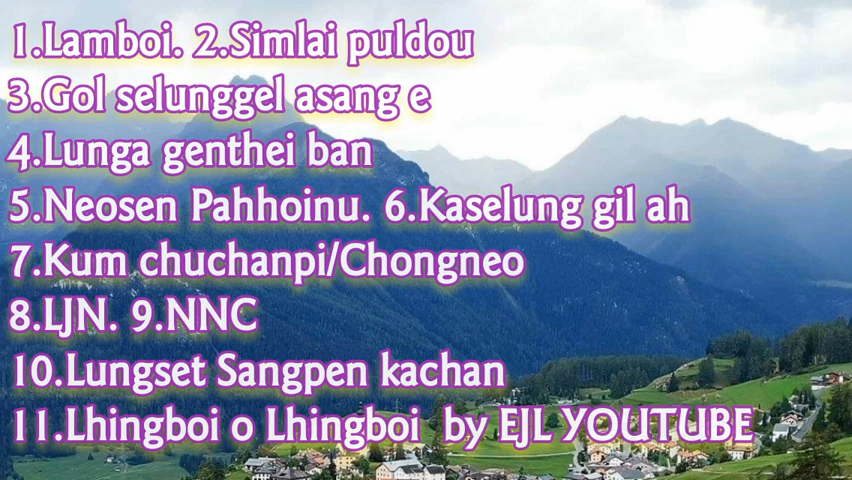 1.Lamboi. 2.Simlai puldou
3.Gol selunggel asang e
4.Lunga genthei ban
5.Neosen Pahhoinu. 6.Kaselung gil ah
7.Kum chuchanpi/Chongneo
8.LJN. 9.NNC
10.Lungset Sangpen kachan
11.Lhingboi o Lhingboi by EJL YOUTUBE